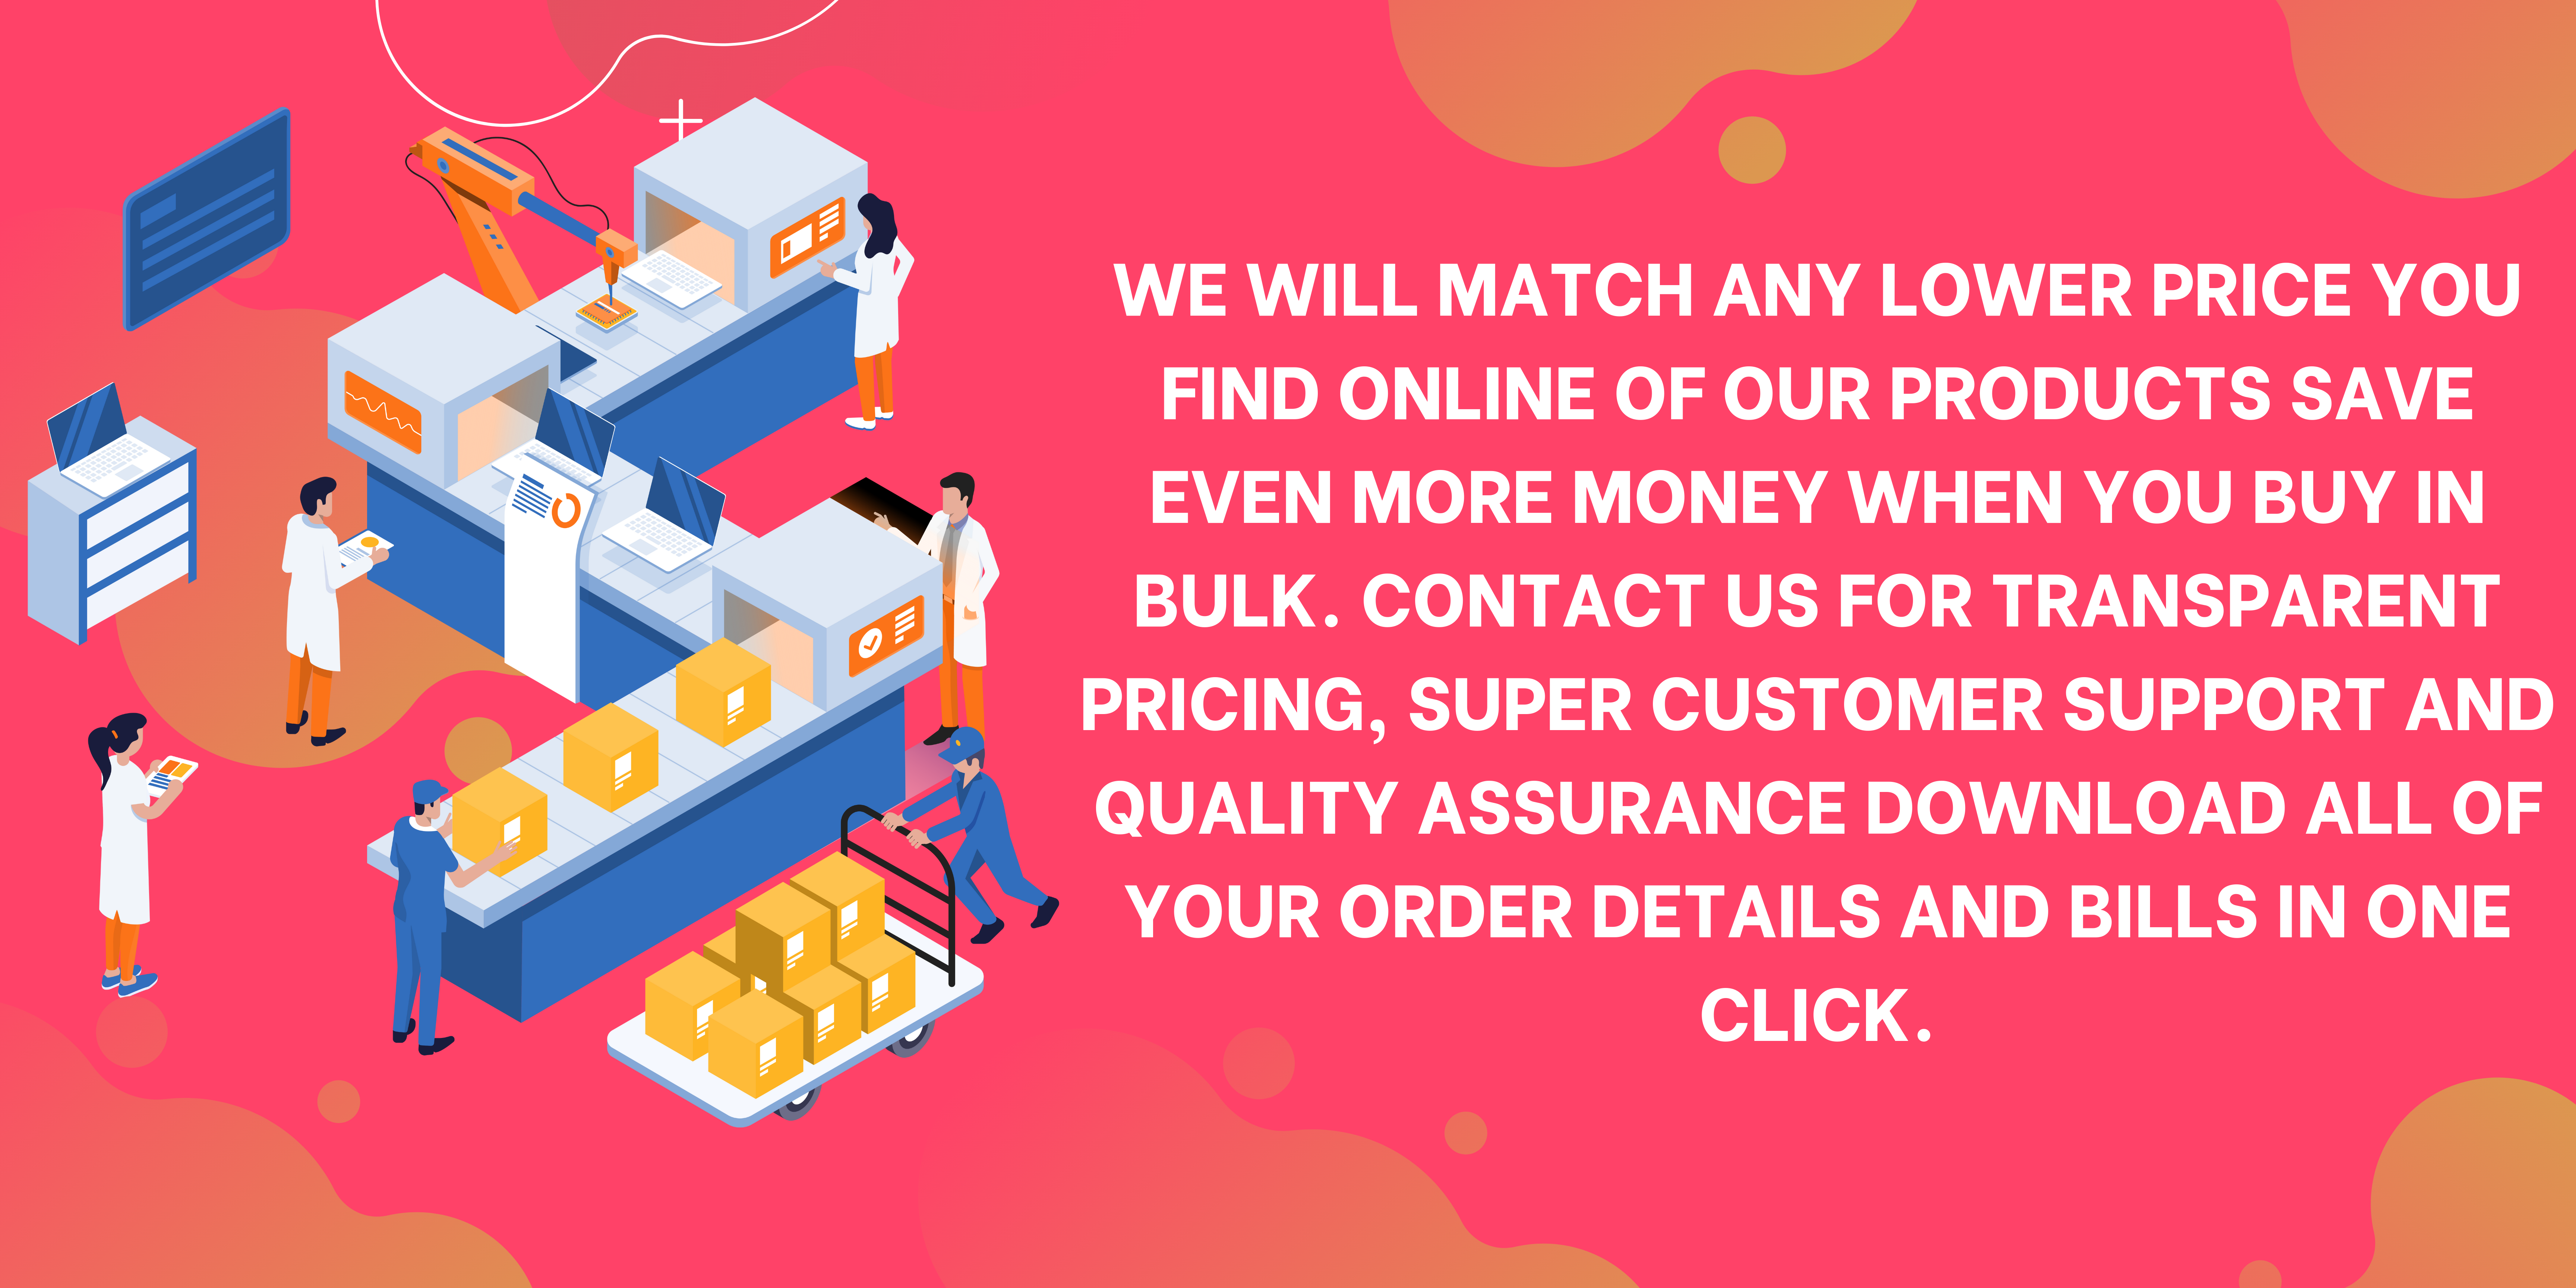 WE WILL MATCH ANY LOWER PRICE YOU
FIND ONLINE OF OUR PRODUCTS SAVE
EVEN MORE MONEY WHEN YOU BUY IN
BULK. CONTACT US FOR TRANSPARENT
PRICING, SUPER CUSTOMER SUPPORT AND
QUALITY ASSURANCE DOWNLOAD ALL OF
YOUR ORDER DETAILS AND BILLS IN ONE
CLICK.